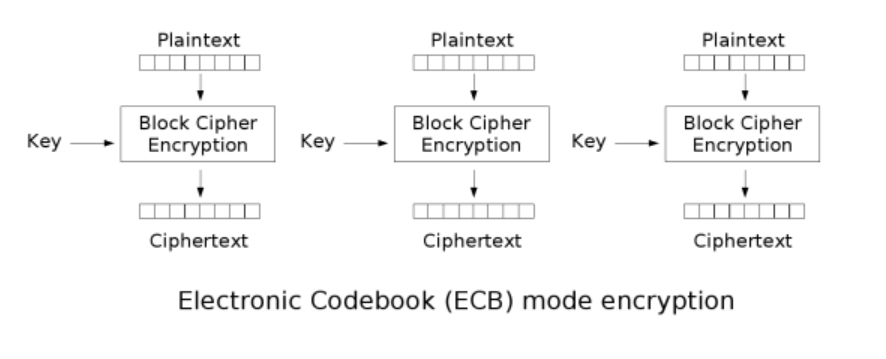 Plaintext
Plaintext
Plaintext
Key
Block Cipher
Encryption
Key
Block Cipher
Encryption
Key
Block Cipher
Encryption
Ciphertext
Ciphertext
Ciphertext
Electronic Codebook (ECB) mode encryption